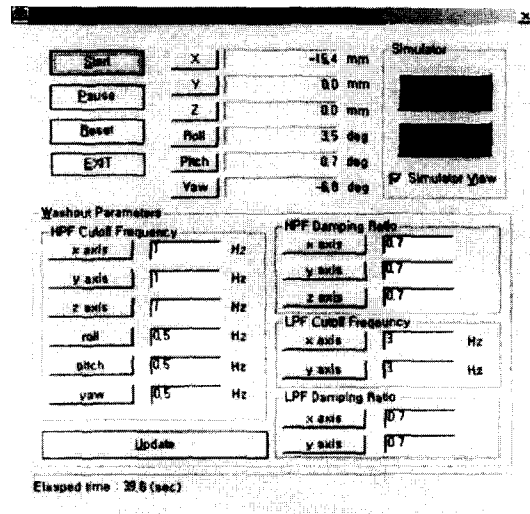 Start
Pause
Reset
EXIT
X -15.4 mm
Y 0.0 mm
Z 0.0 mm
Roll 3.5 deg
Pitch 0.7 deg
Yaw -6.8 deg
Simulator
Simulator View
Washout Parameters
HPF Cutoff Frequency
x axis 1 Hz
y axis 1 Hz
z axis 1 Hz
roll 0.5 Hz
pitch 0.5 Hz
yaw 0.5 Hz
Update
HPF Damping Ratio
x axis 0.7
y axis 0.7
z axis 0.7
LPF Cutoff Frequency
x axis 3 Hz
y axis 3 Hz
LPF Damping Ratio
x axis 0.7
y axis 0.7
Elasped time : 39.6 (sec)